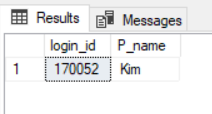 Results Messages
login_id P_name
1 170052 Kim